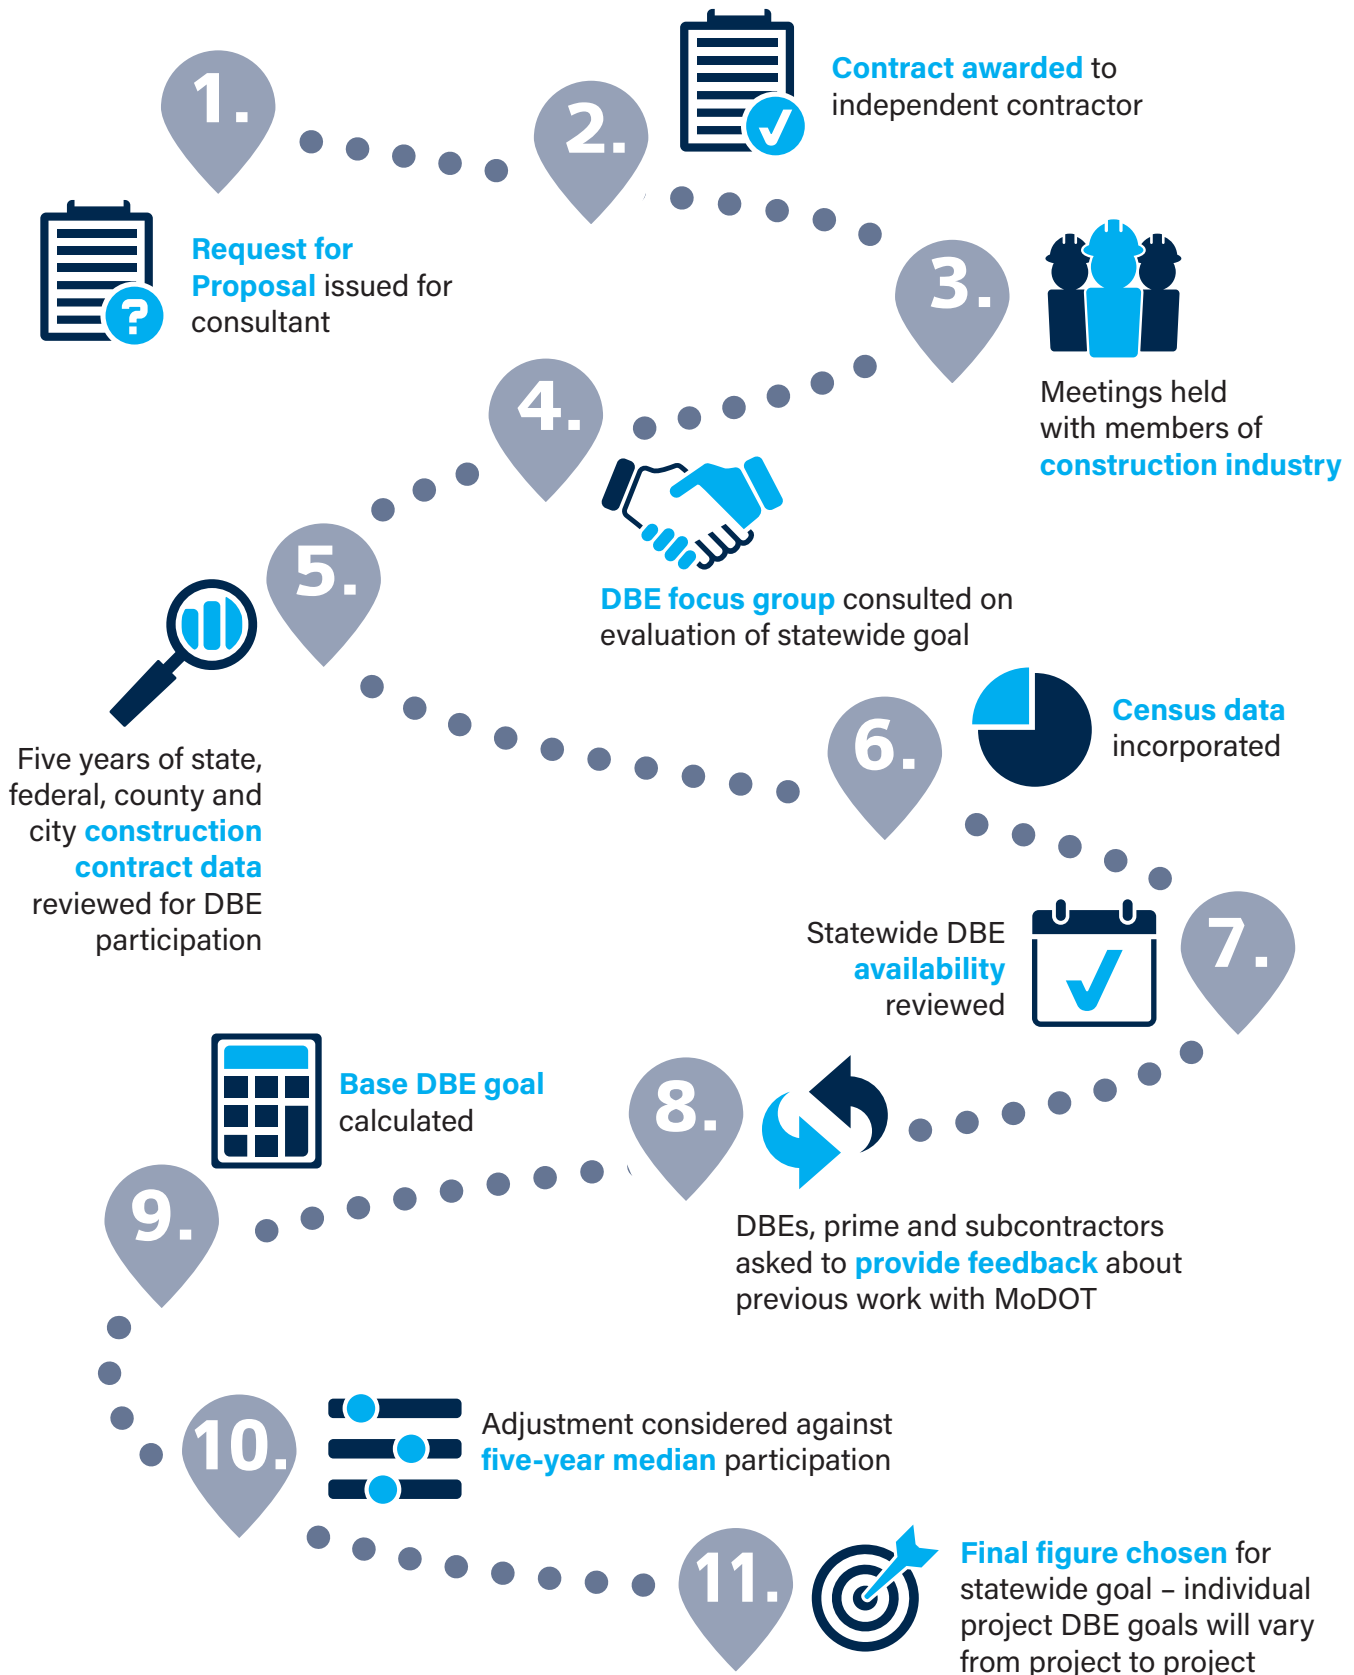 1.
Request for
Proposal issued for
consultant
?
2.
Contract awarded to
independent contractor
3.
Meetings held
with members of
construction industry
4.
DBE focus group consulted on
evaluation of statewide goal
5.
Five years of state,
federal, county and
city construction
contract data
reviewed for DBE
participation
6.
Census data
incorporated
7.
Statewide DBE
availability
reviewed
8.
DBEs, prime and subcontractors
asked to provide feedback about
previous work with MoDOT
9.
Base DBE goal
calculated
10.
Adjustment considered against
five-year median participation
11.
Final figure chosen for
statewide goal – individual
project DBE goals will vary
from project to project